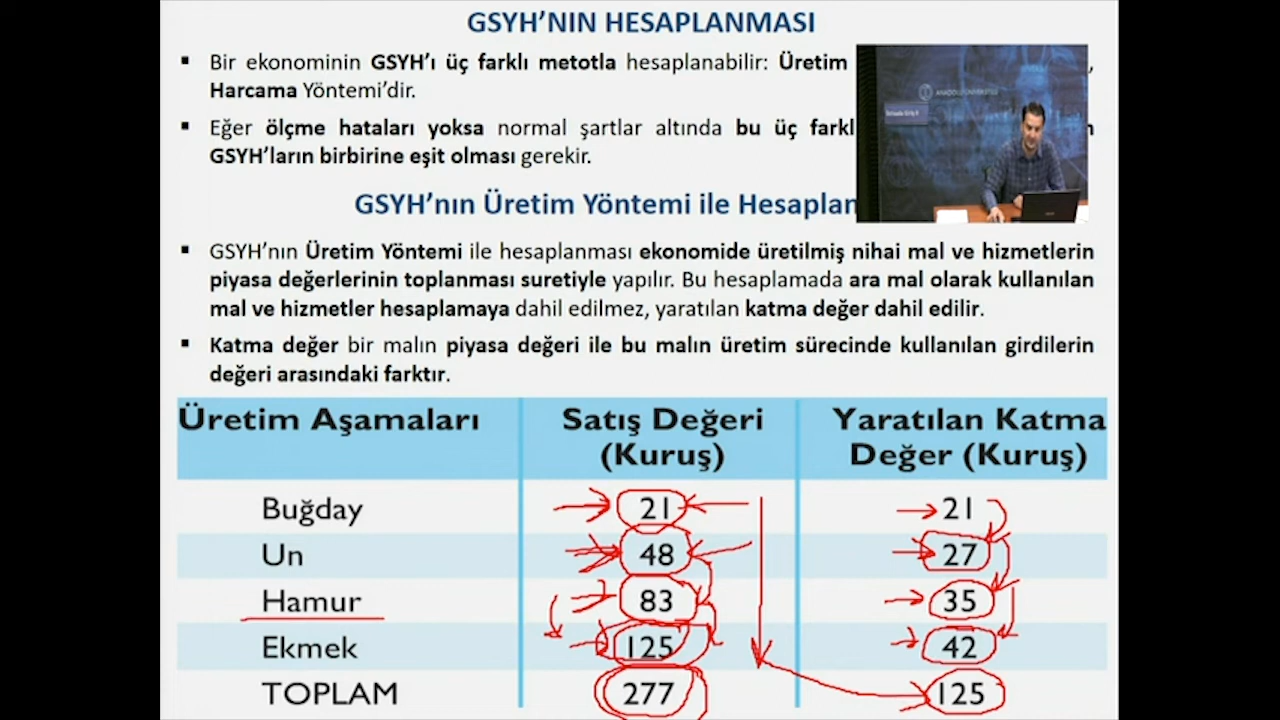 GSYH'NIN HESAPLANMASI
▪ Bir ekonominin GSYH'ı üç farklı metotla hesaplanabilir: Üretim
Harcama Yöntemi'dir.
▪ Eğer ölçme hataları yoksa normal şartlar altında bu üç farkl
GSYH'ların birbirine eşit olması gerekir.
ANADOLU ÜNİVERSİTESİ
GSYH'nın Üretim Yöntemi ile Hesaplan
▪ GSYH'nın Üretim Yöntemi ile hesaplanması ekonomide üretilmiş nihai mal ve hizmetlerin
piyasa değerlerinin toplanması suretiyle yapılır. Bu hesaplamada ara mal olarak kullanılan
mal ve hizmetler hesaplamaya dahil edilmez, yaratılan katma değer dahil edilir.
▪ Katma değer bir malın piyasa değeri ile bu malın üretim sürecinde kullanılan girdilerin
değeri arasındaki farktır.
Üretim Aşamaları Satış Değeri (Kuruş) Yaratılan Katma Değer (Kuruş)
Buğday 21 21
Un 48 27
Hamur 83 35
Ekmek 125 42
TOPLAM 277 125